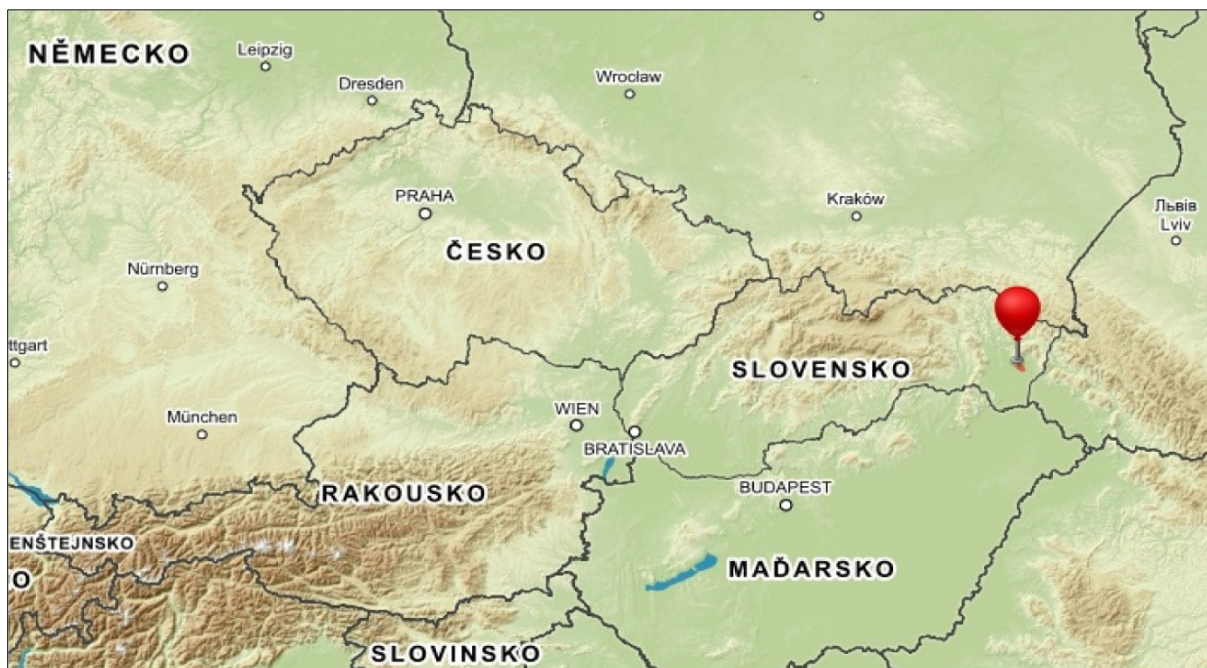 NĚMECKO
Leipzig
Dresden
Wrocław
PRAHA
Kraków
Львів
Lviv
ČESKO
Nürnberg
ttgart
SLOVENSKO
München
WIEN
BRATISLAVA
RAKOUSKO
BUDAPEST
ENŠTEJNSKO
MAĎARSKO
O
SLOVINSKO